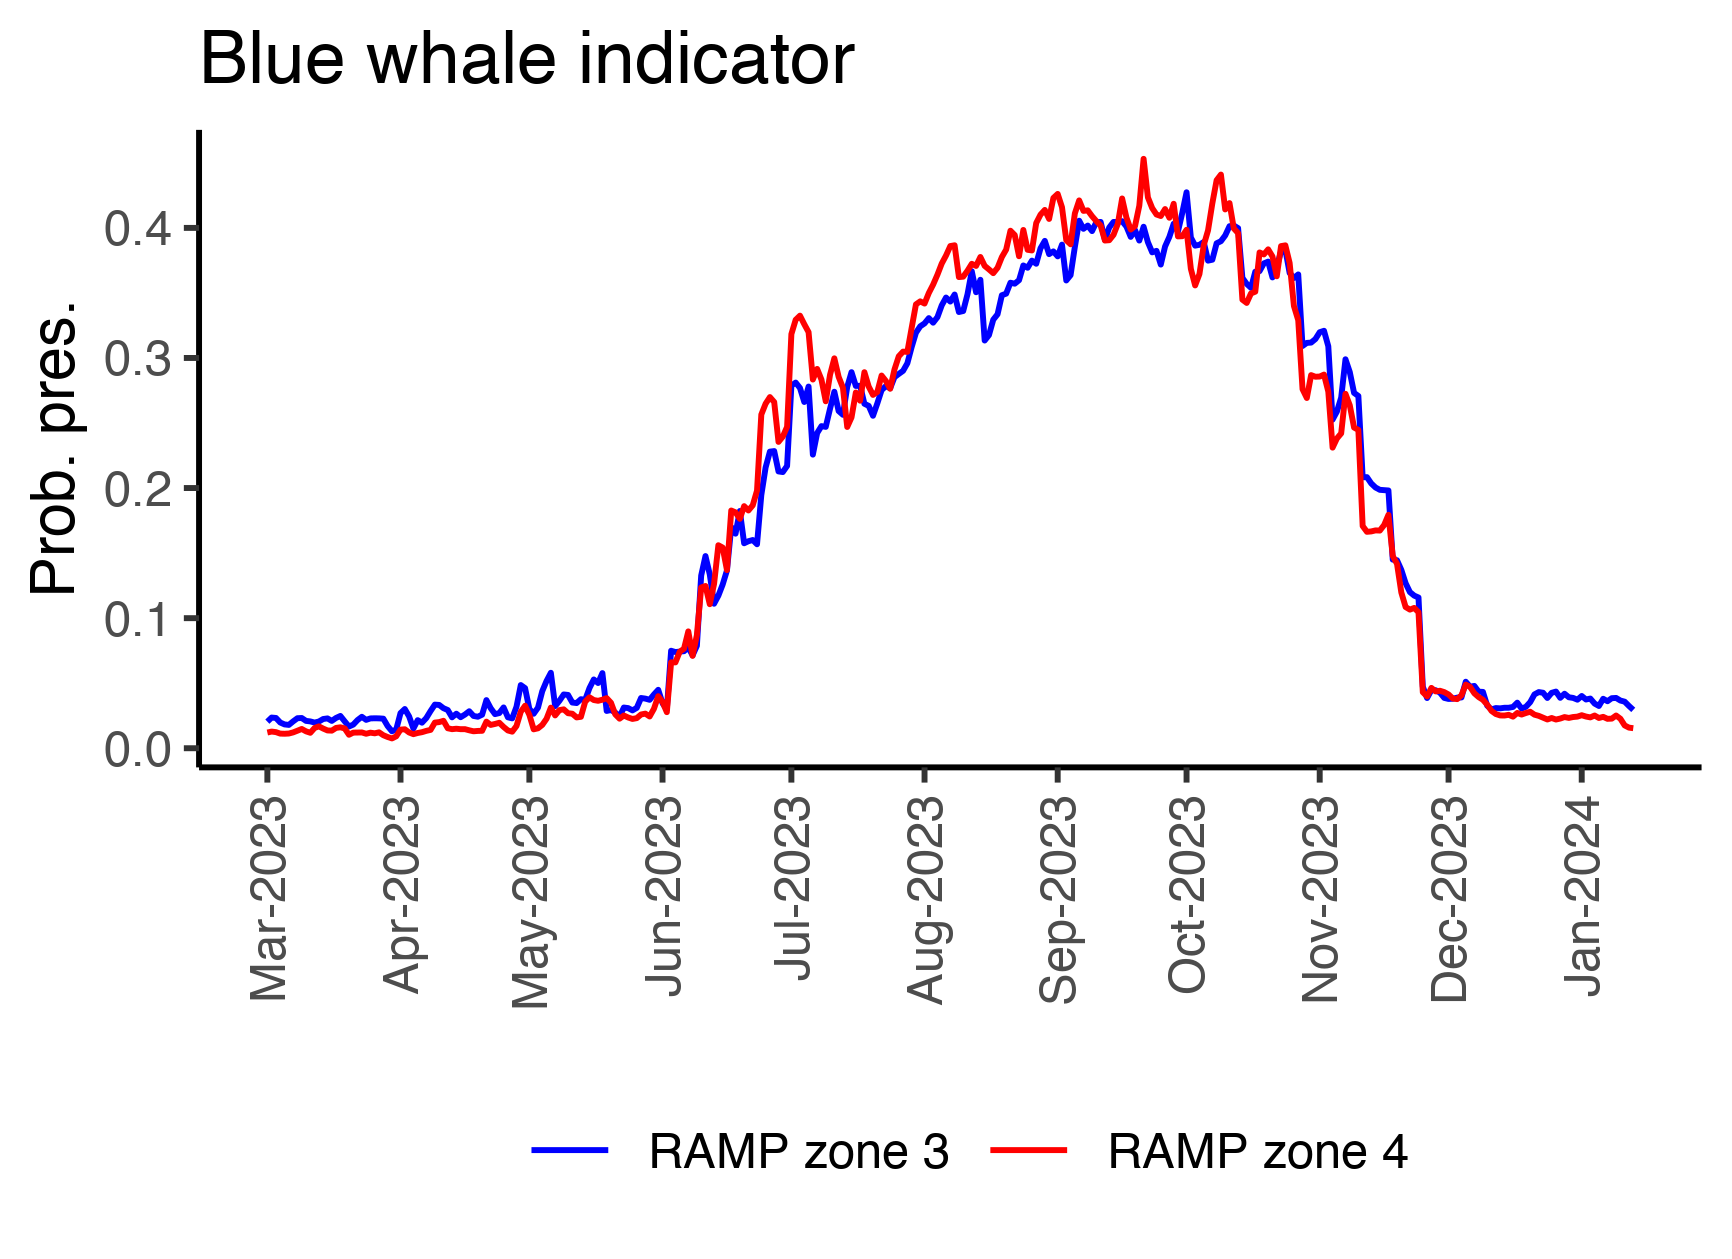 Blue whale indicator
Prob. pres.
0.4
0.3
0.2
0.1
0.0
Mar-2023
Apr-2023
May-2023
Jun-2023
Jul-2023
Aug-2023
Sep-2023
Oct-2023
Nov-2023
Dec-2023
Jan-2024
RAMP zone 3
RAMP zone 4